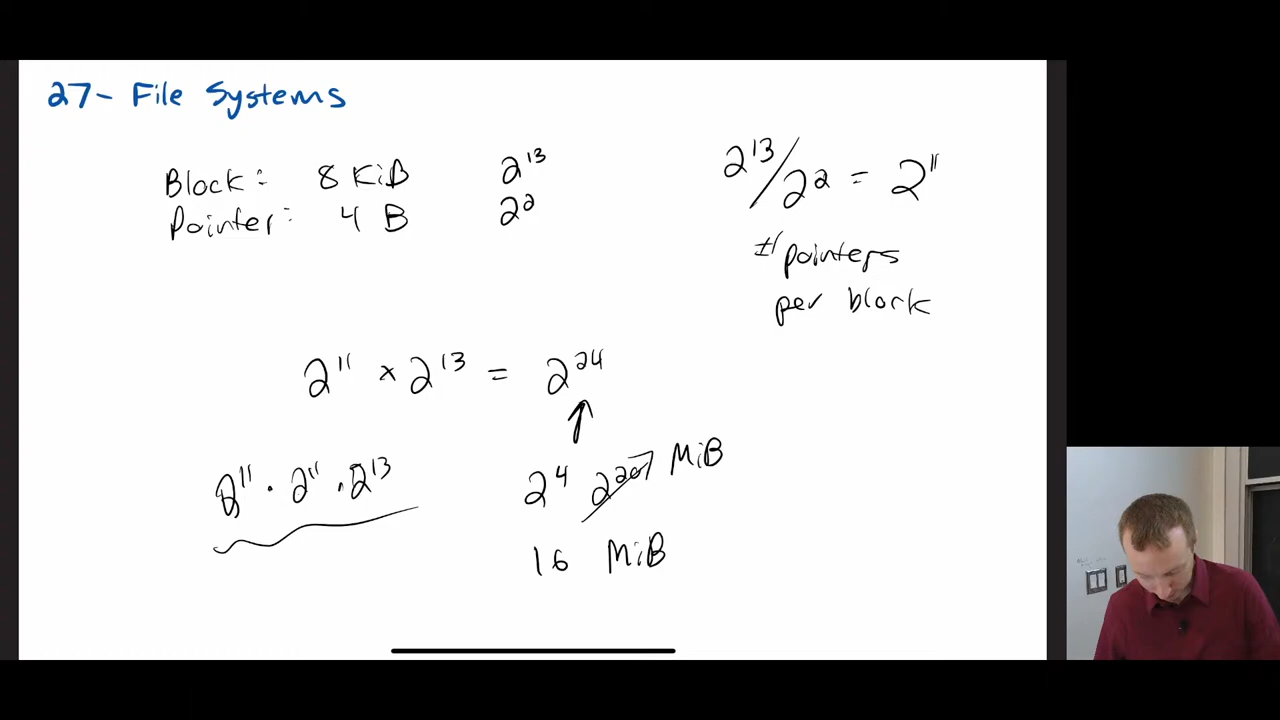 27- File Systems
Block: 8 KiB 2^13
Pointer: 4 B 2^2
2^13/2^2 = 2^11
# pointers
per block
2^11 × 2^13 = 2^24
2^11 · 2^11 · 2^13
2^4 2^20 MiB
16 MiB